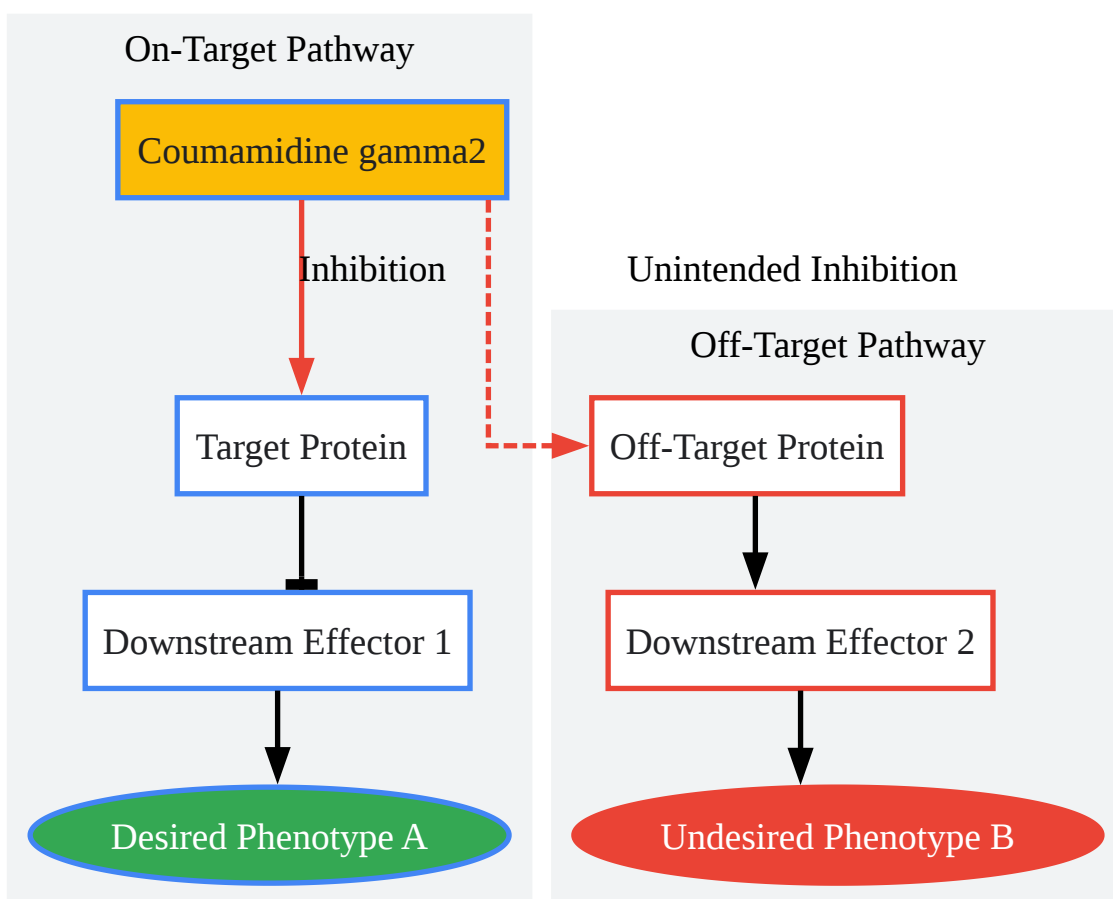 On-Target Pathway
Coumamidine gamma2
Inhibition
Unintended Inhibition
Off-Target Pathway
Target Protein
Off-Target Protein
Downstream Effector 1
Downstream Effector 2
Desired Phenotype A
Undesired Phenotype B